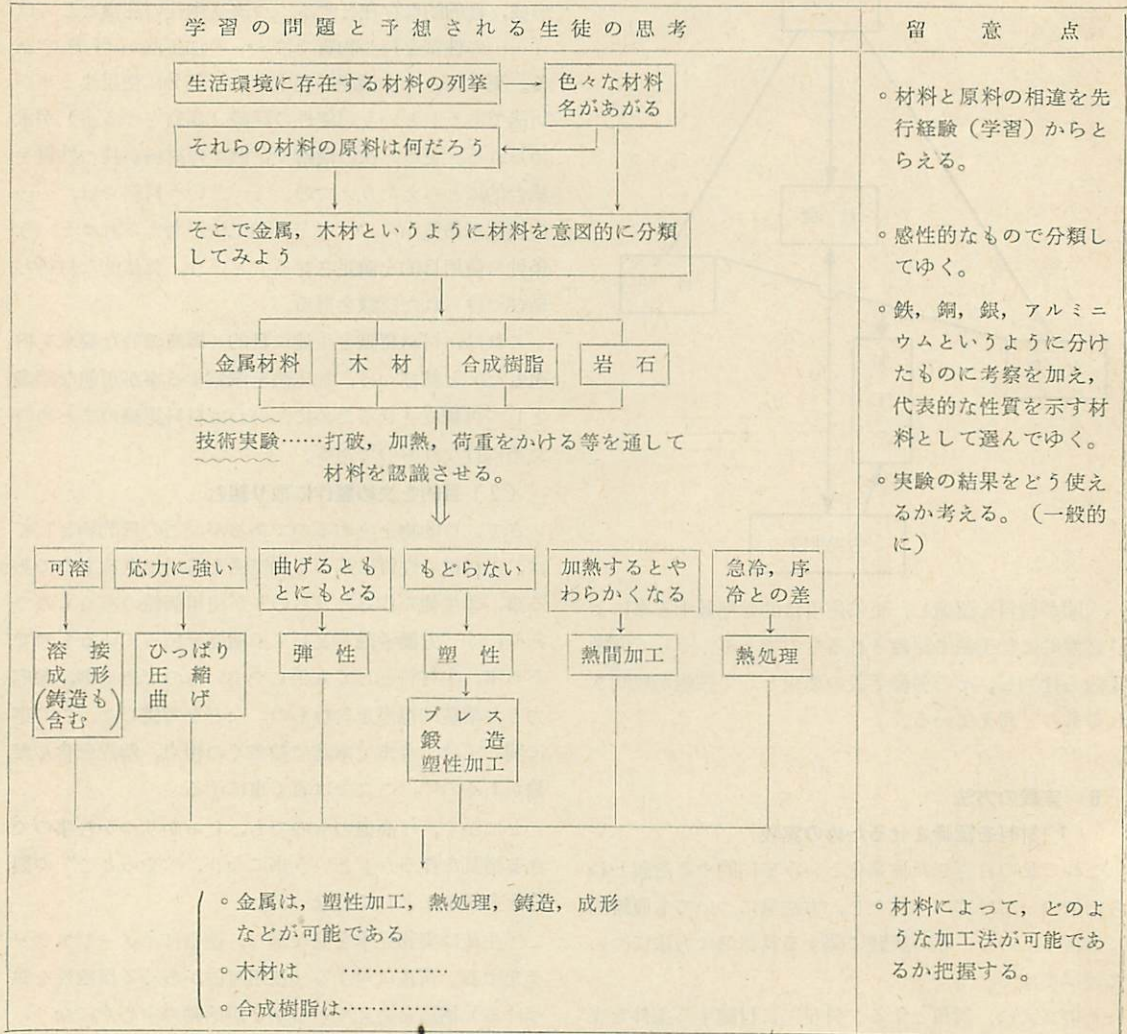 学習の問題と予想される生徒の思考
留意点
生活環境に存在する材料の列挙
色々な材料
名があがる
それらの材料の原料は何だろう
そこで金属，木材というように材料を意図的に分類
してみよう
金属材料
木材
合成樹脂
岩石
技術実験……打破，加熱，荷重をかける等を通して
材料を認識させる。
可溶
応力に強い
曲げるとも
とにもどる
もどらない
加熱するとや
わらかくなる
急冷，序
冷との差
溶接
成形
(鋳造も
含む)
ひっぱり
圧縮
曲げ
弾性
塑性
熱間加工
熱処理
プレス
鍛造
塑性加工
◦金属は，塑性加工，熱処理，鋳造，成形
などが可能である
◦木材は ……………
◦合成樹脂は……………
◦材料と原料の相違を先
行経験（学習）からと
らえる。
◦感性的なもので分類し
てゆく。
◦鉄，銅，銀，アルミニ
ウムというように分け
たものに考察を加え，
代表的な性質を示す材
料として選んでゆく。
◦実験の結果をどう使え
るか考える。（一般的
に）
◦材料によって，どのよ
うな加工法が可能であ
るか把握する。